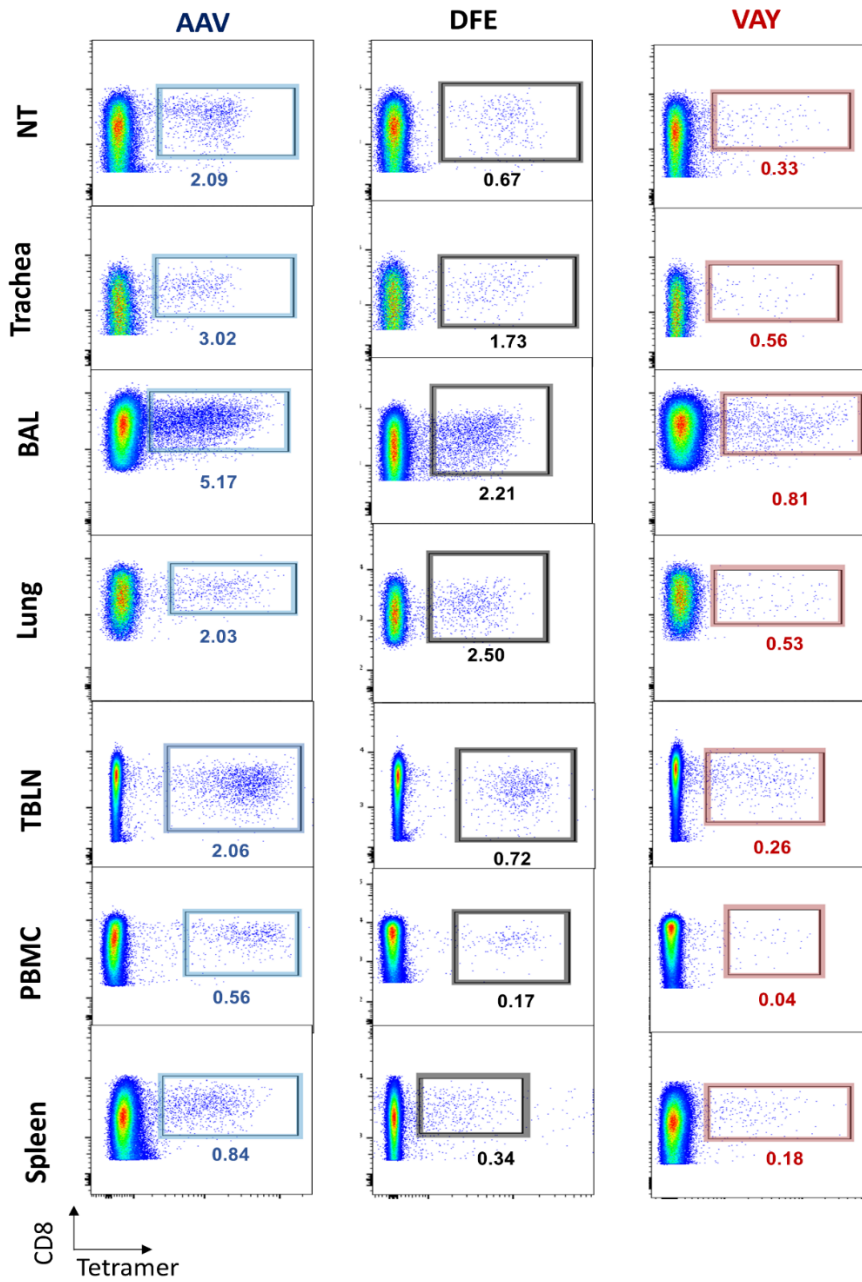 AAV DFE VAY
NT 2.09 0.67 0.33
Trachea 3.02 1.73 0.56
BAL 5.17 2.21 0.81
Lung 2.03 2.50 0.53
TBLN 2.06 0.72 0.26
PBMC 0.56 0.17 0.04
Spleen 0.84 0.34 0.18
CD8
Tetramer